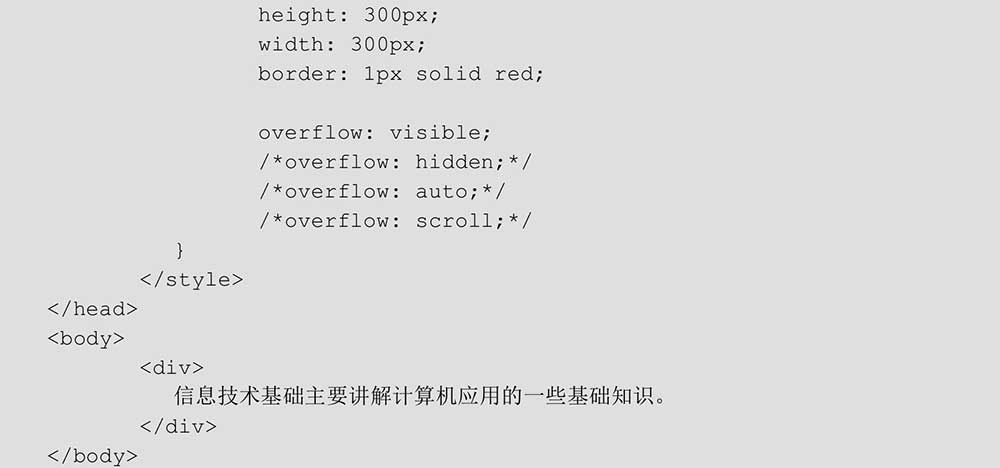 height: 300px;
width: 300px;
border: 1px solid red;
overflow: visible;
/*overflow: hidden;*/
/*overflow: auto;*/
/*overflow: scroll;*/
}
</style>
</head>
<body>
<div>
信息技术基础主要讲解计算机应用的一些基础知识。
</div>
</body>